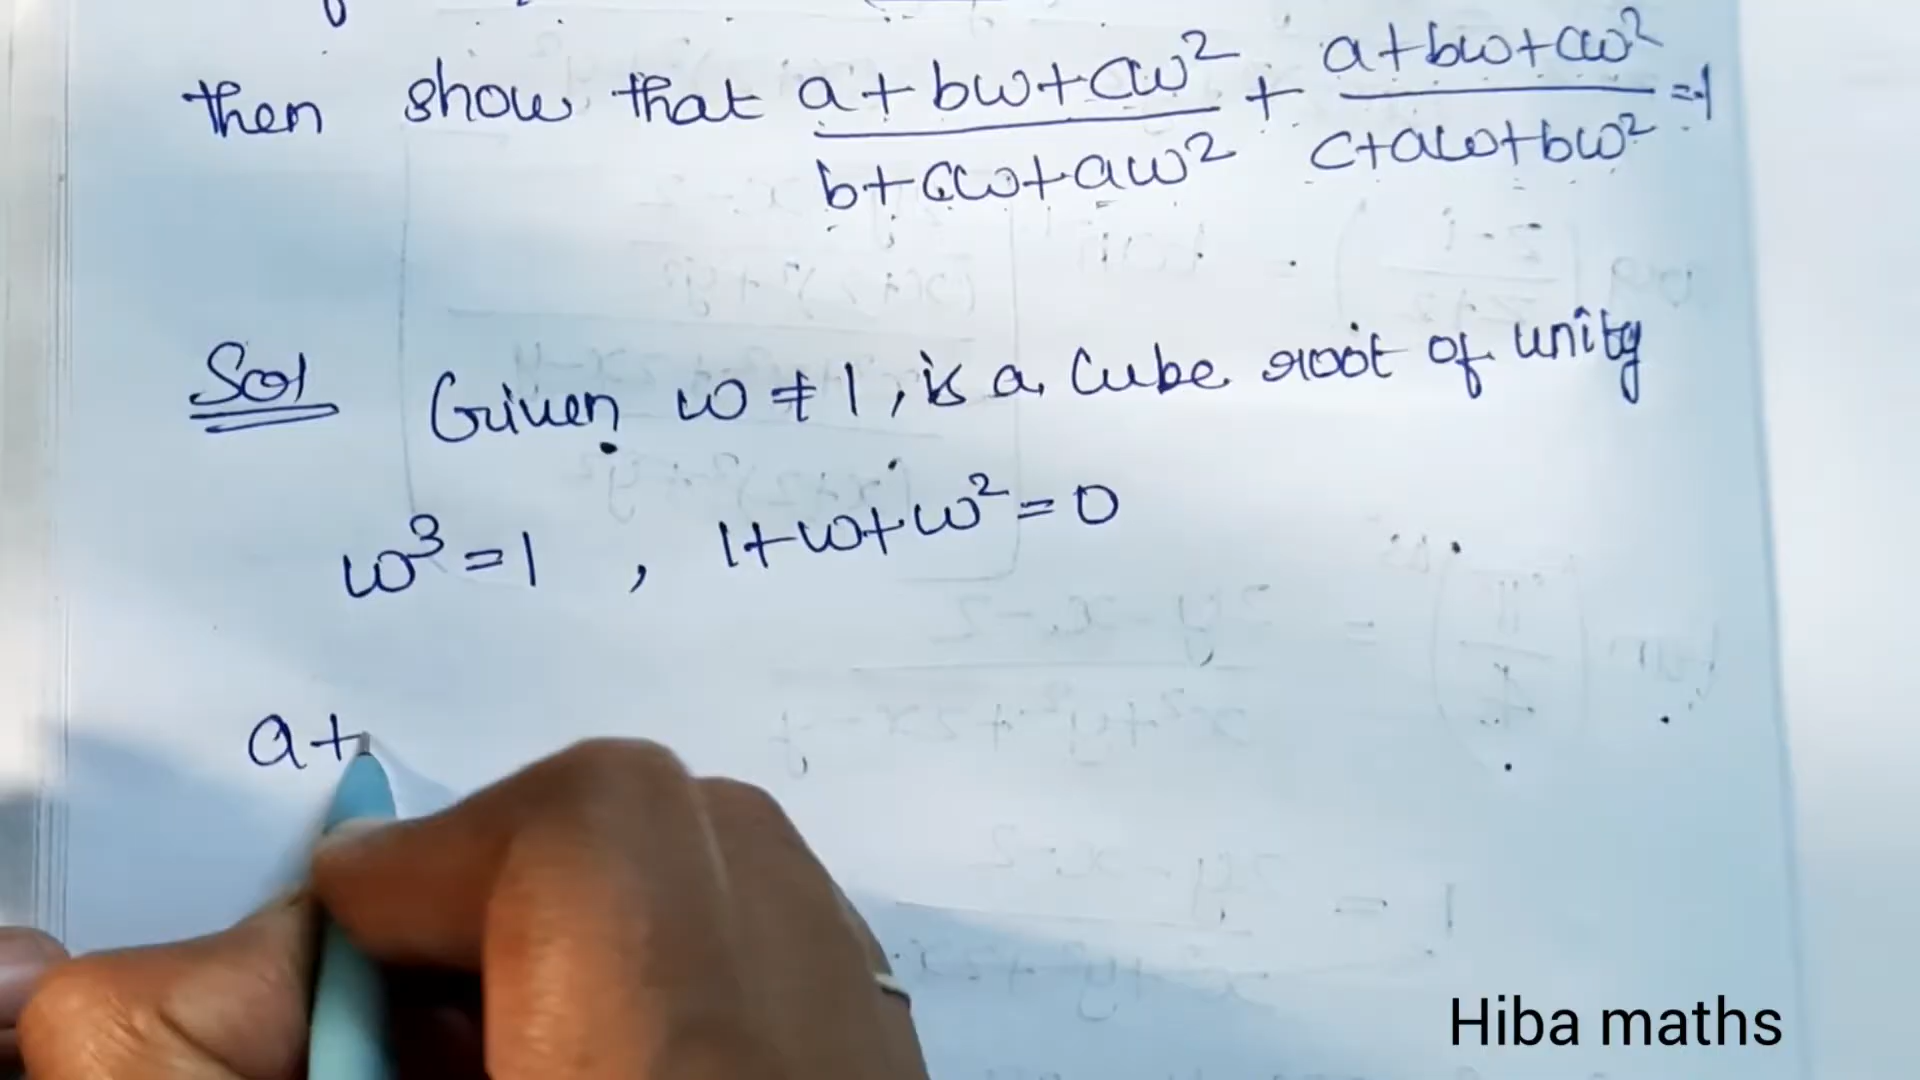 then show that a+bω+cω²/b+cω+aω² + a+bω+cω²/c+aω+bω² =-1
Sol Given ω ≠ 1, is a Cube root of unity
ω³=1 , 1+ω+ω²=0
a+
Hiba maths